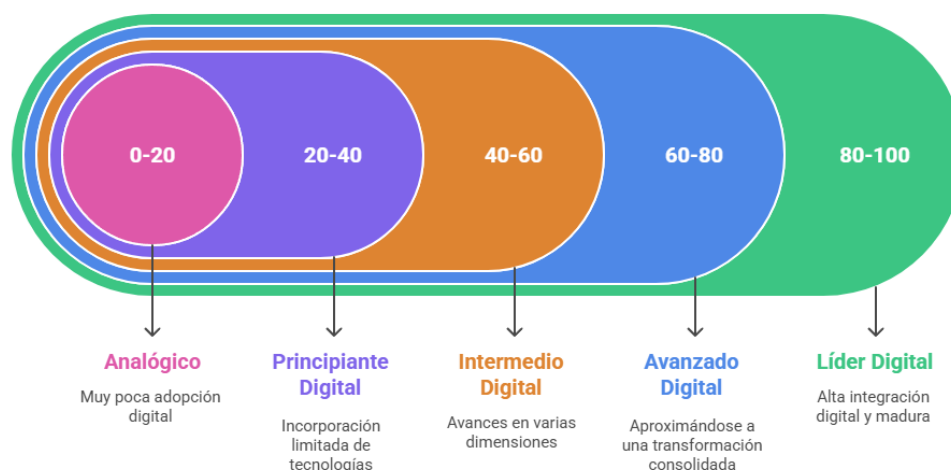 0-20
20-40
40-60
60-80
80-100
Analógico
Muy poca adopción
digital
Principiante
Digital
Incorporación
limitada de
tecnologías
Intermedio
Digital
Avances en varias
dimensiones
Avanzado
Digital
Aproximándose a
una transformación
consolidada
Líder Digital
Alta integración
digital y madura